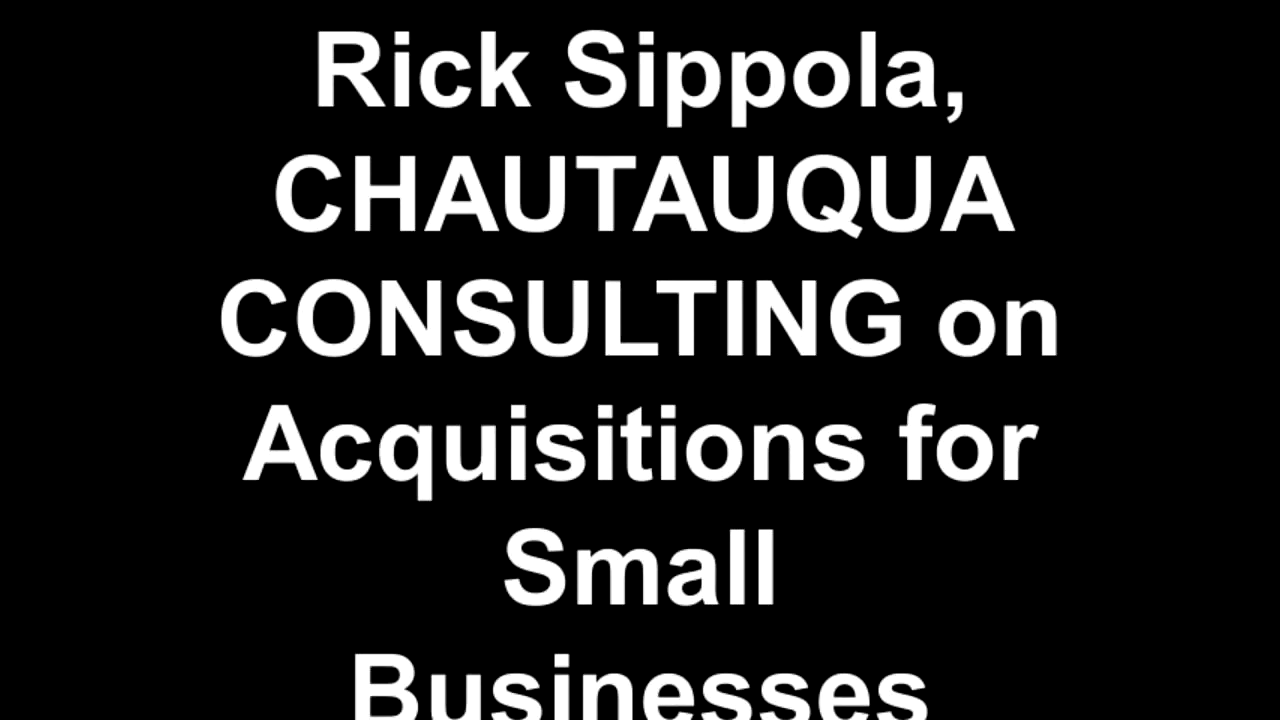 Rick Sippola,
CHAUTAUQUA
CONSULTING on
Acquisitions for
Small
Businesses